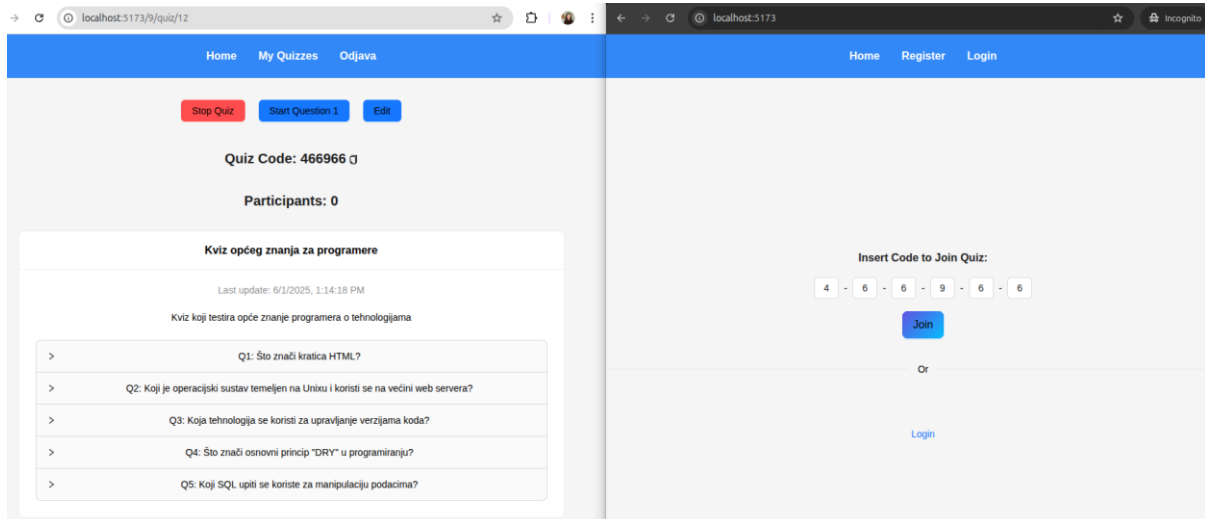 localhost:5173/9/quiz/12
Home My Quizzes Odjava
Stop Quiz Start Question 1 Edit
Quiz Code: 466966
Participants: 0
Kviz općeg znanja za programere
Last update: 6/1/2025, 1:14:18 PM
Kviz koji testira opće znanje programera o tehnologijama
Q1: Što znači kratica HTML?
Q2: Koji je operacijski sustav temeljen na Unixu i koristi se na većini web servera?
Q3: Koja tehnologija se koristi za upravljanje verzijama koda?
Q4: Što znači osnovni princip "DRY" u programiranju?
Q5: Koji SQL upiti se koriste za manipulaciju podacima?
localhost:5173 Incognito
Home Register Login
Insert Code to Join Quiz:
4 - 6 - 6 - 9 - 6 - 6
Join
Or
Login